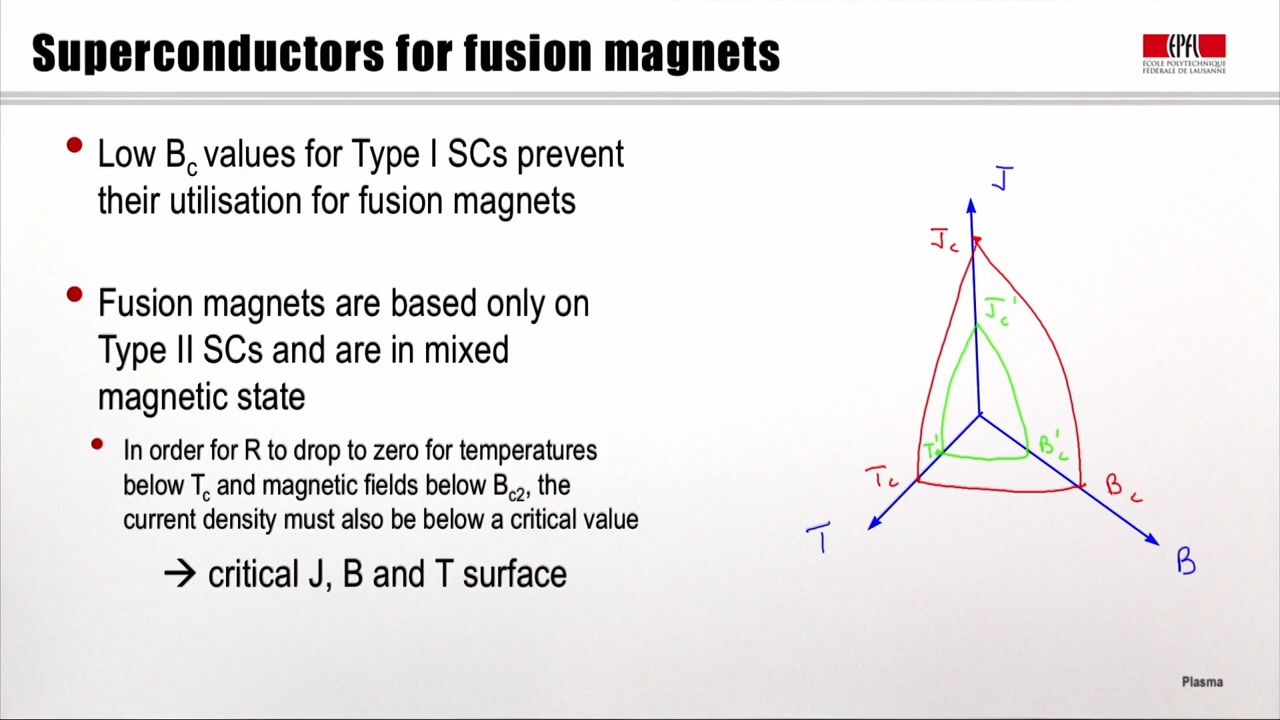 Superconductors for fusion magnets
EPFL
ÉCOLE POLYTECHNIQUE
FÉDÉRALE DE LAUSANNE
• Low Bc values for Type I SCs prevent
their utilisation for fusion magnets
• Fusion magnets are based only on
Type II SCs and are in mixed
magnetic state
• In order for R to drop to zero for temperatures
below Tc and magnetic fields below Bc2, the
current density must also be below a critical value
→ critical J, B and T surface
J
Jc
Jc'
T'
B'c
Tc
Bc
T
B
Plasma